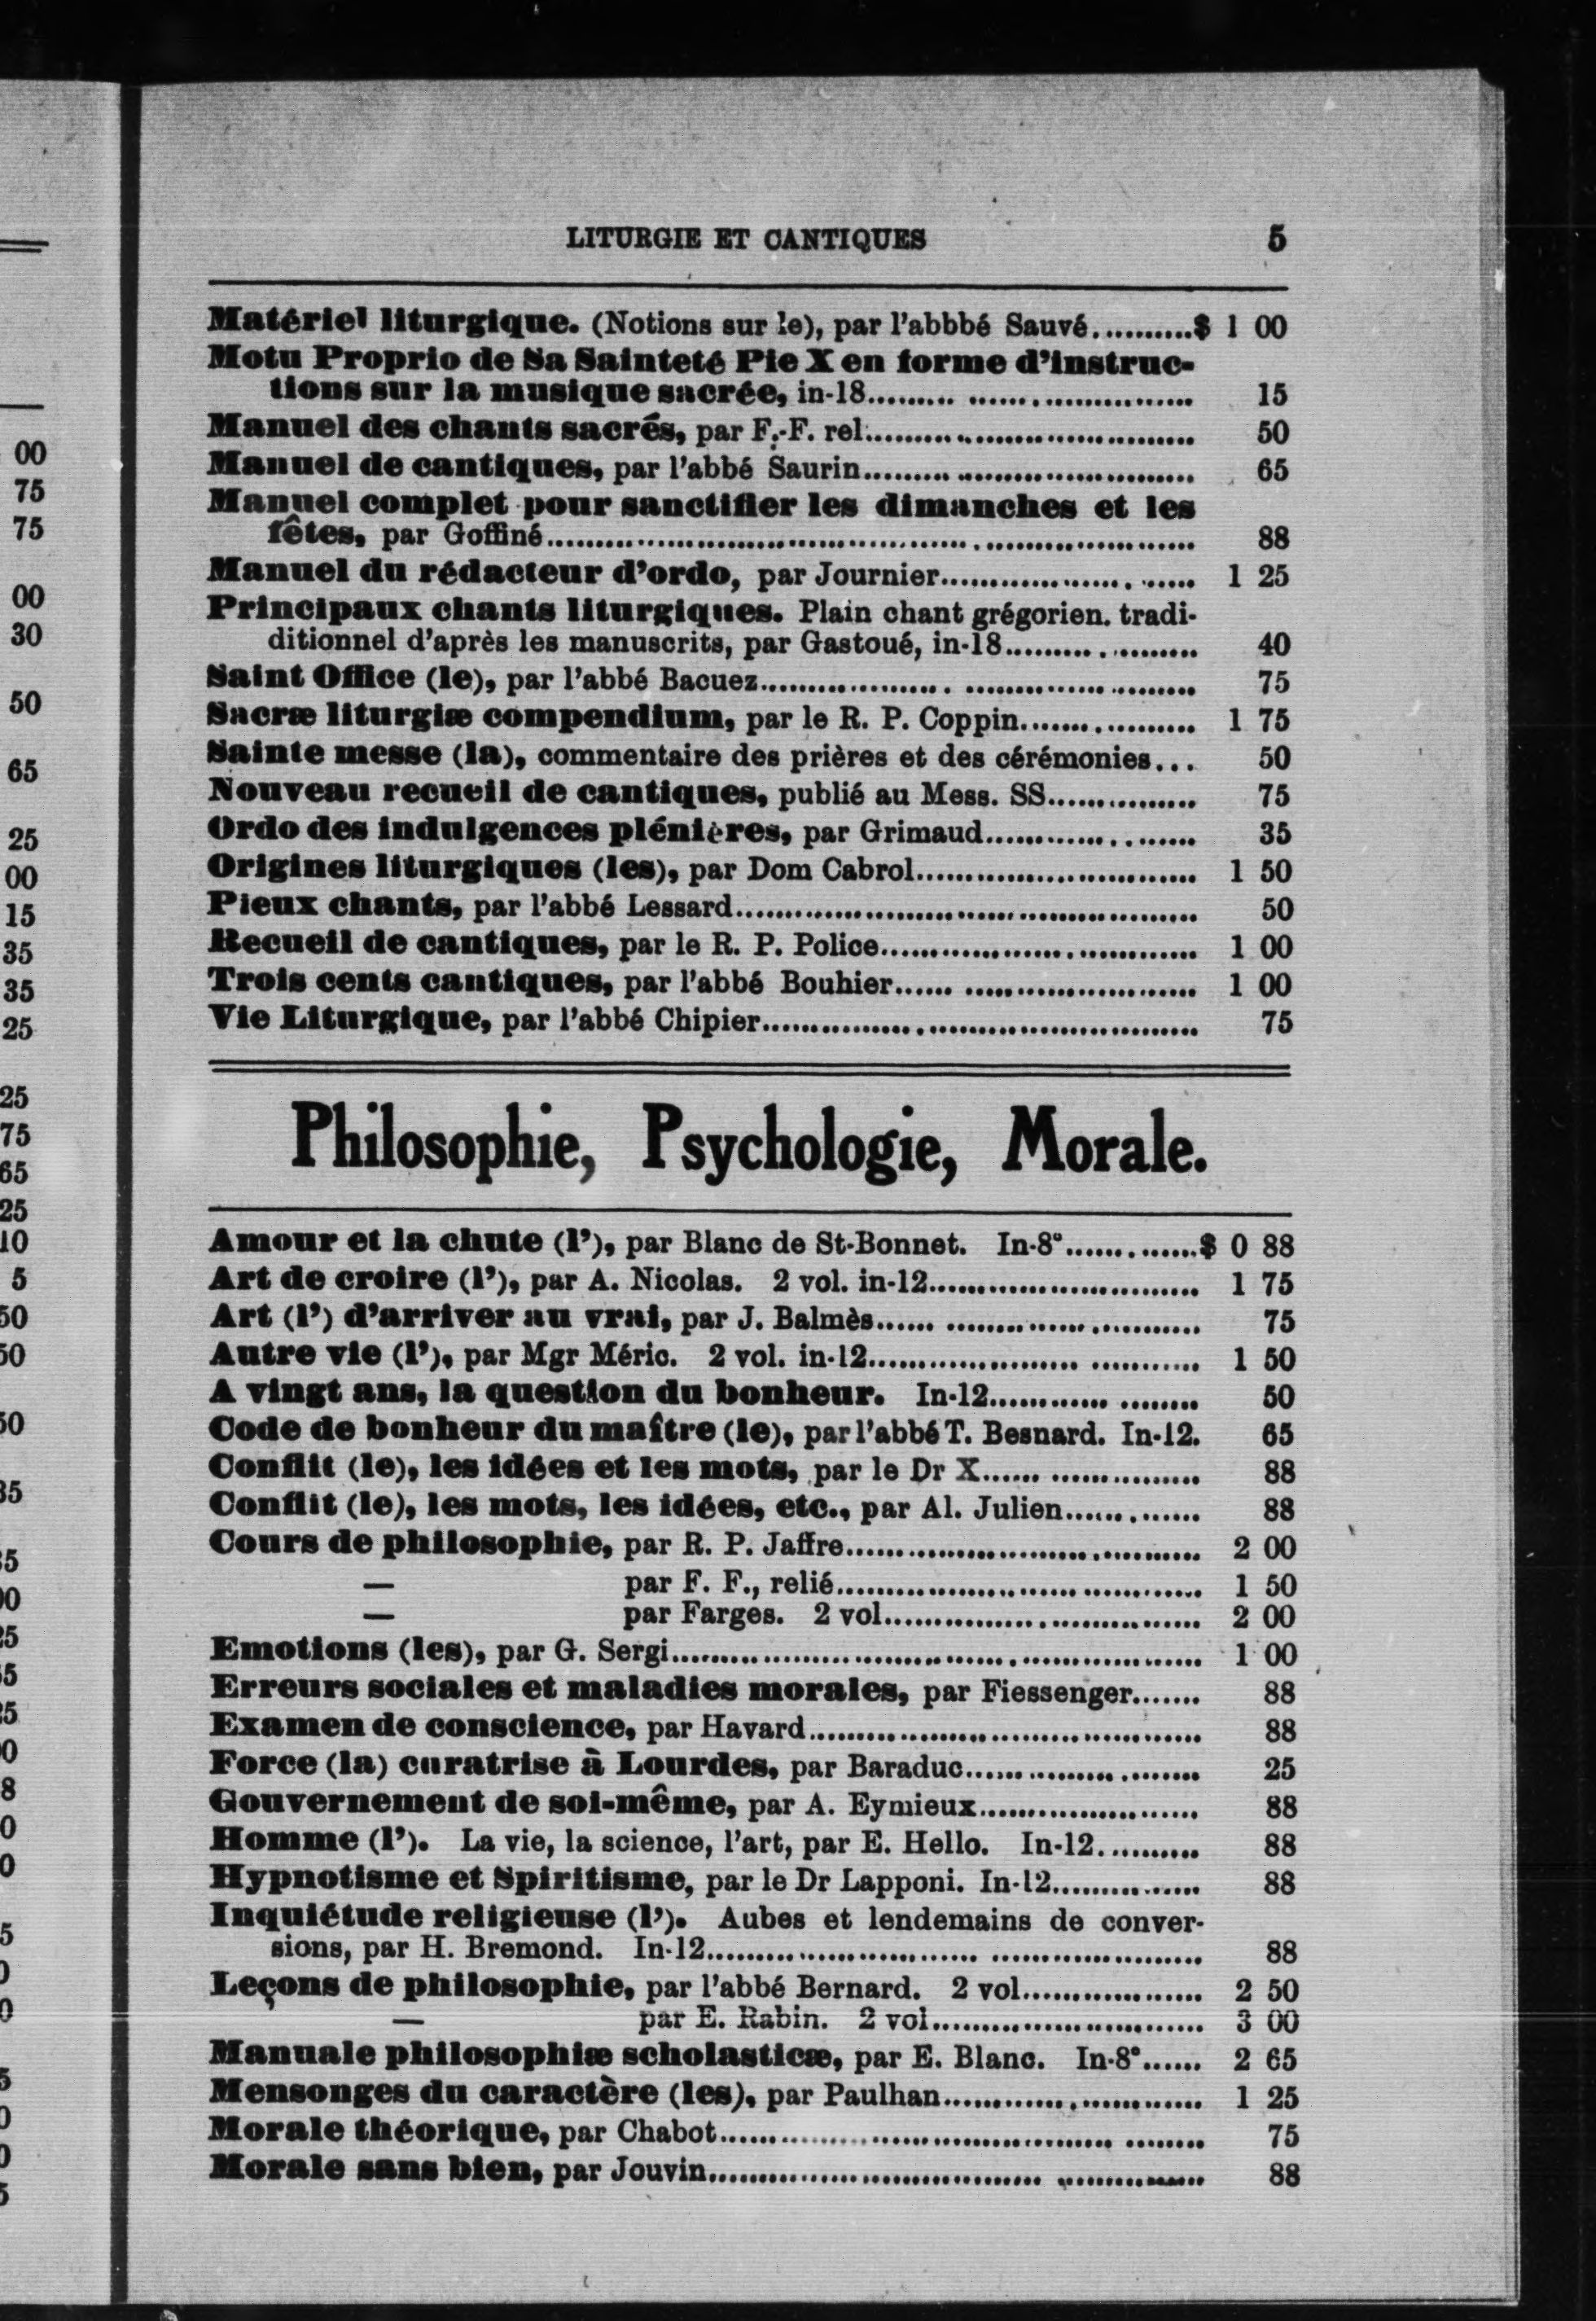 LITURGIE ET CANTIQUES 5
Matériel liturgique. (Notions sur le), par l'abbbé Sauvé...........$ 1 00
Motu Proprio de Sa Sainteté Pie X en forme d'instruc-
tions sur la musique sacrée, in-18................................. 15
Manuel des chants sacrés, par F.-F. rel................................. 50
Manuel de cantiques, par l'abbé Saurin................................. 65
Manuel complet pour sanctifier les dimanches et les
fêtes, par Goffiné................................................................. 88
Manuel du rédacteur d'ordo, par Journier......................... 1 25
Principaux chants liturgiques. Plain chant grégorien. tradi-
ditionnel d'après les manuscrits, par Gastoué, in-18................... 40
Saint Office (le), par l'abbé Bacuez........................................... 75
Sacræ liturgiæ compendium, par le R. P. Coppin.................. 1 75
Sainte messe (la), commentaire des prières et des cérémonies... 50
Nouveau recueil de cantiques, publié au Mess. SS............... 75
Ordo des indulgences plénières, par Grimaud..................... 35
Origines liturgiques (les), par Dom Cabrol............................ 1 50
Pieux chants, par l'abbé Lessard.............................................. 50
Recueil de cantiques, par le R. P. Police................................ 1 00
Trois cents cantiques, par l'abbé Bouhier.............................. 1 00
Vie Liturgique, par l'abbé Chipier........................................... 75
Philosophie, Psychologie, Morale.
Amour et la chute (l'), par Blanc de St-Bonnet. In-8°..............$ 0 88
Art de croire (l'), par A. Nicolas. 2 vol. in-12........................... 1 75
Art (l') d'arriver au vrai, par J. Balmès................................ 75
Autre vie (l'), par Mgr Méric. 2 vol. in-12................................ 1 50
A vingt ans, la question du bonheur. In-12.................... 50
Code de bonheur du maître (le), par l'abbé T. Besnard. In-12. 65
Conflit (le), les idées et les mots, par le Dr X...................... 88
Conflit (le), les mots, les idées, etc., par Al. Julien.............. 88
Cours de philosophie, par R. P. Jaffre................................... 2 00
— par F. F., relié.................................... 1 50
— par Farges. 2 vol................................ 2 00
Emotions (les), par G. Sergi..................................................... 1 00
Erreurs sociales et maladies morales, par Fiessenger....... 88
Examen de conscience, par Havard....................................... 88
Force (la) curatrise à Lourdes, par Baraduc....................... 25
Gouvernement de soi-même, par A. Eymieux...................... 88
Homme (l'). La vie, la science, l'art, par E. Hello. In-12.......... 88
Hypnotisme et Spiritisme, par le Dr Lapponi. In-12............... 88
Inquiétude religieuse (l'). Aubes et lendemains de conver-
sions, par H. Bremond. In-12................................................ 88
Leçons de philosophie, par l'abbé Bernard. 2 vol.................. 2 50
— par E. Rabin. 2 vol........................... 3 00
Manuale philosophiæ scholasticæ, par E. Blanc. In-8°...... 2 65
Mensonges du caractère (les), par Paulhan.......................... 1 25
Morale théorique, par Chabot................................................ 75
Morale sans bien, par Jouvin................................................. 88